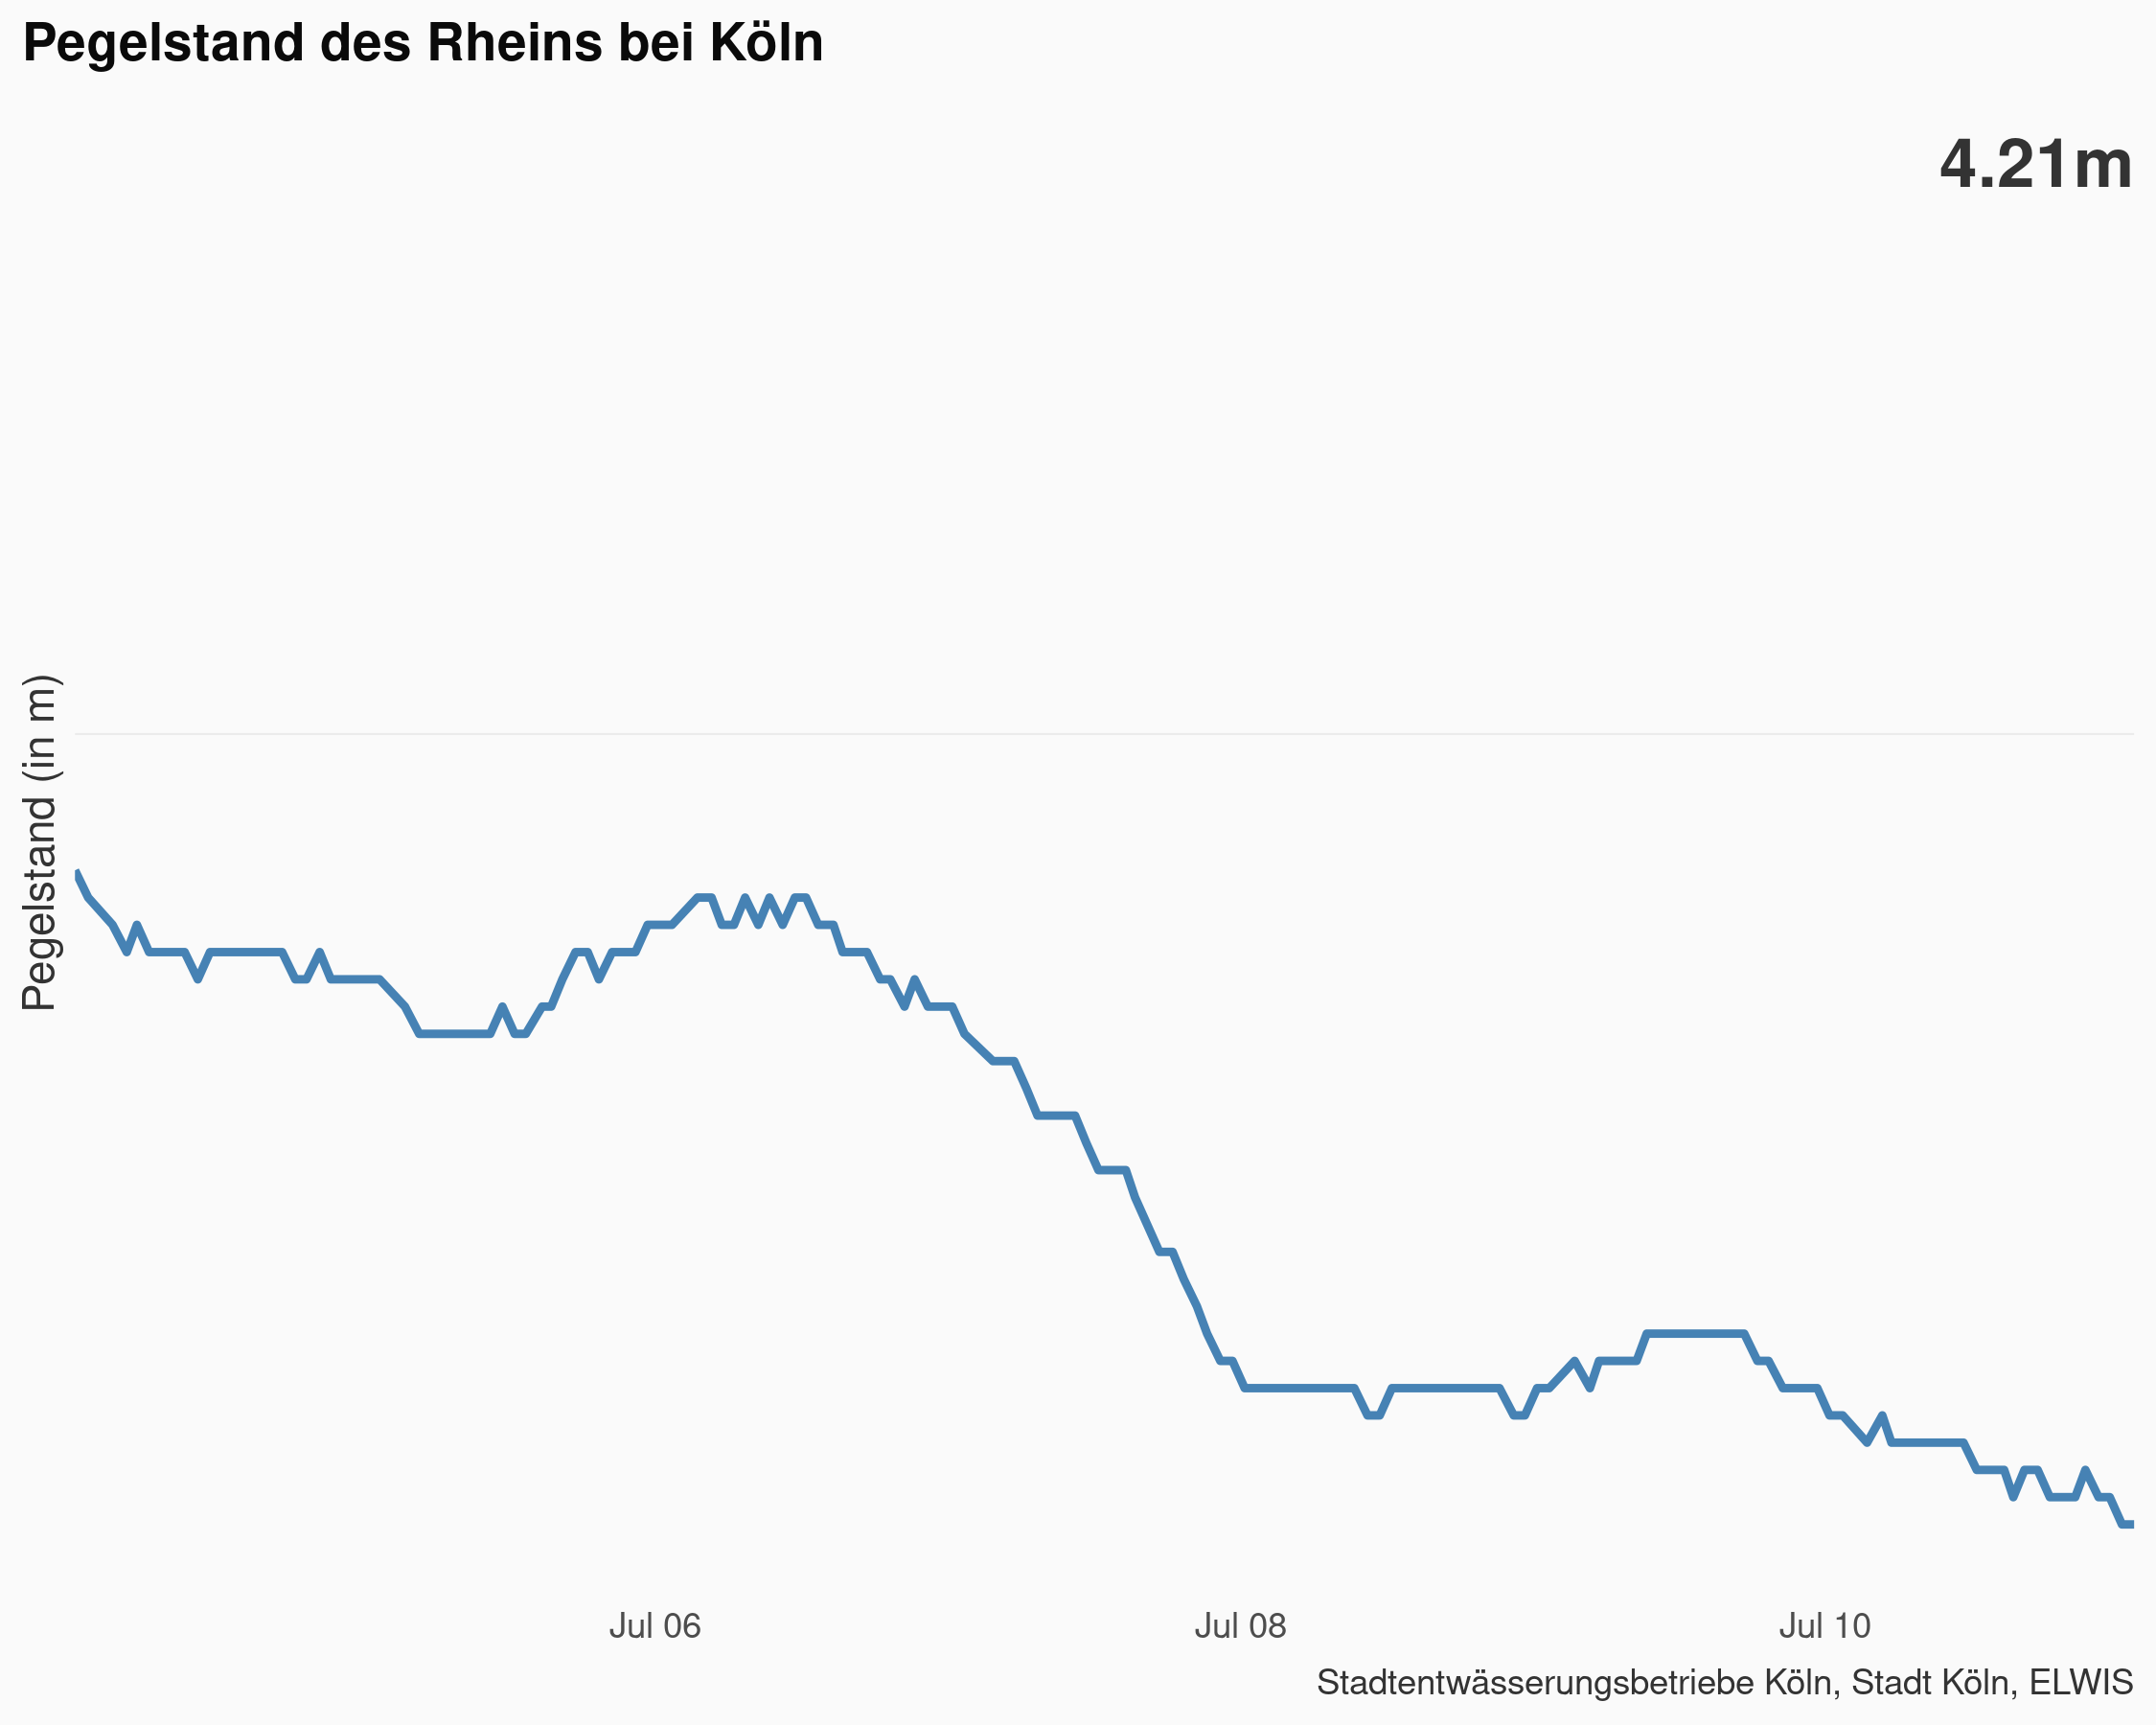 Pegelstand des Rheins bei Köln
4.21m
Pegelstand (in m)
Jul 06
Jul 08
Jul 10
Stadtentwässerungsbetriebe Köln, Stadt Köln, ELWIS